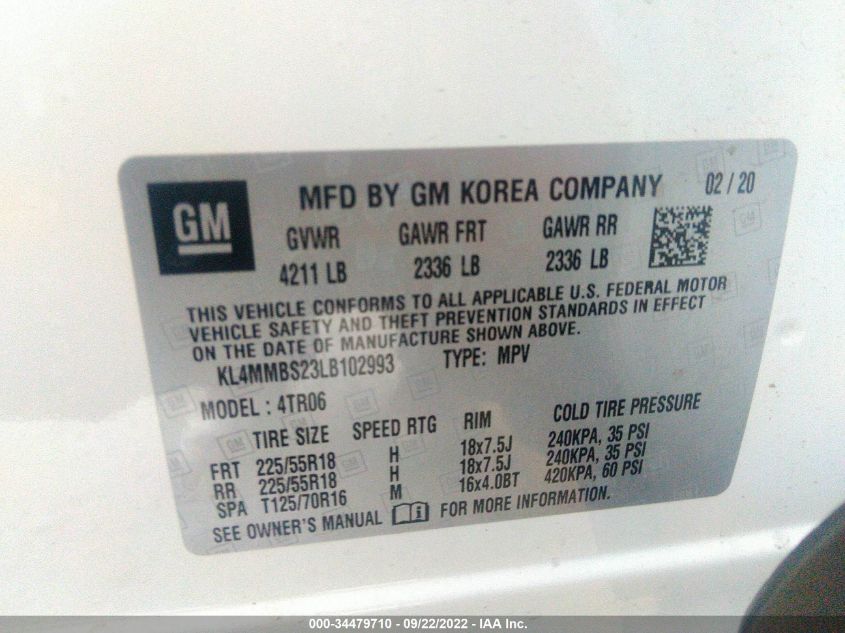 GM
MFD BY GM KOREA COMPANY 02 / 20
GVWR GAWR FRT GAWR RR
4211 LB 2336 LB 2336 LB
THIS VEHICLE CONFORMS TO ALL APPLICABLE U.S. FEDERAL MOTOR
VEHICLE SAFETY AND THEFT PREVENTION STANDARDS IN EFFECT
ON THE DATE OF MANUFACTURE SHOWN ABOVE.
KL4MMBS23LB102993 TYPE: MPV
MODEL : 4TR06
TIRE SIZE SPEED RTG RIM COLD TIRE PRESSURE
FRT 225/55R18 H 18x7.5J 240KPA, 35 PSI
RR 225/55R18 H 18x7.5J 240KPA, 35 PSI
SPA T125/70R16 M 16x4.0BT 420KPA, 60 PSI
SEE OWNER'S MANUAL FOR MORE INFORMATION.
000-34479710 - 09/22/2022 - IAA Inc.